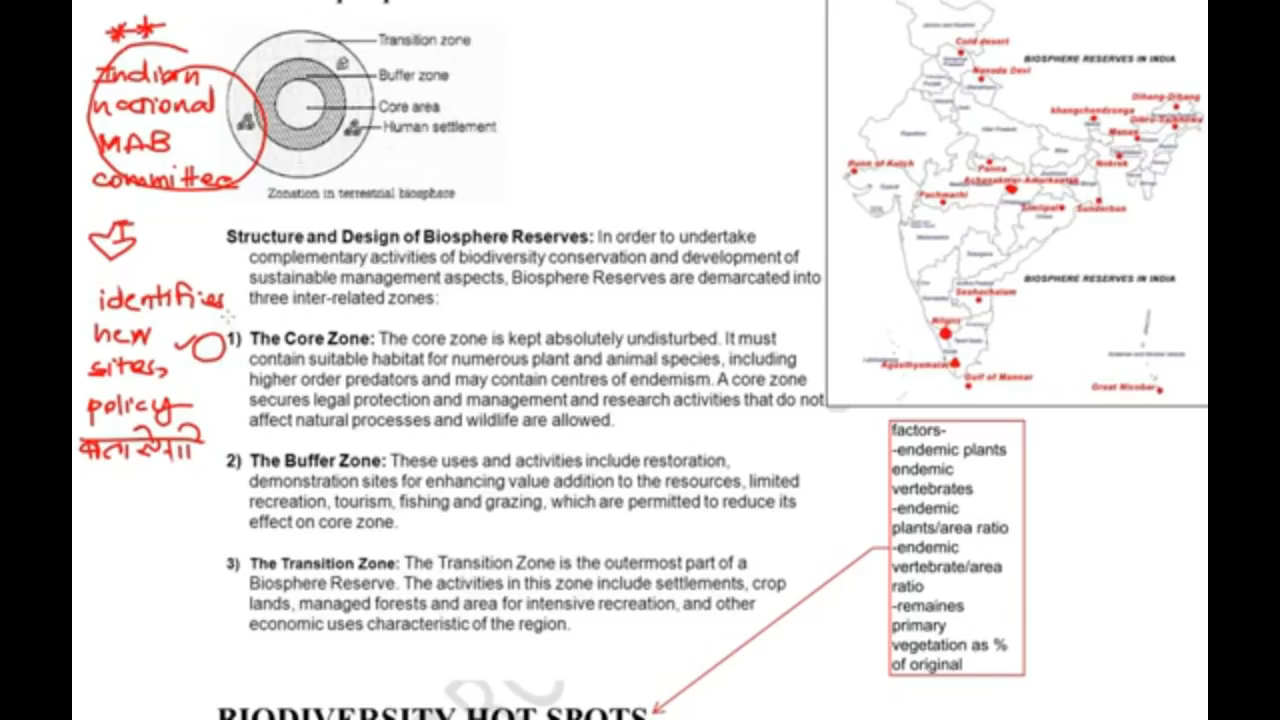 **
Indian
national
MAB
committee
identifies
new
sites,
policy
Transition zone
Buffer zone
Core area
Human settlement
Zonation in terrestrial biosphere
Structure and Design of Biosphere Reserves: In order to undertake
complementary activities of biodiversity conservation and development of
sustainable management aspects, Biosphere Reserves are demarcated into
three inter-related zones:
1) The Core Zone: The core zone is kept absolutely undisturbed. It must
contain suitable habitat for numerous plant and animal species, including
higher order predators and may contain centres of endemism. A core zone
secures legal protection and management and research activities that do not
affect natural processes and wildlife are allowed.
2) The Buffer Zone: These uses and activities include restoration,
demonstration sites for enhancing value addition to the resources, limited
recreation, tourism, fishing and grazing, which are permitted to reduce its
effect on core zone.
3) The Transition Zone: The Transition Zone is the outermost part of a
Biosphere Reserve. The activities in this zone include settlements, crop
lands, managed forests and area for intensive recreation, and other
economic uses characteristic of the region.
BIODIVERSITY HOT SPOTS
BIOSPHERE RESERVES IN INDIA
Cold desert
Nanada Devi
Dihang-Dibang
khangchendzonga
Manas
Rann of Kutch
Panna
Nokrek
Achanakmar-Amarkantak
Pachmarhi
Simlipal
Sunderban
BIOSPHERE RESERVES IN INDIA
Seshachalam
Nilgiri
Agasthyamalai
Gulf of Mannar
Great Nicobar
factors-
-endemic plants
endemic
vertebrates
-endemic
plants/area ratio
-endemic
vertebrate/area
ratio
-remaines
primary
vegetation as %
of original